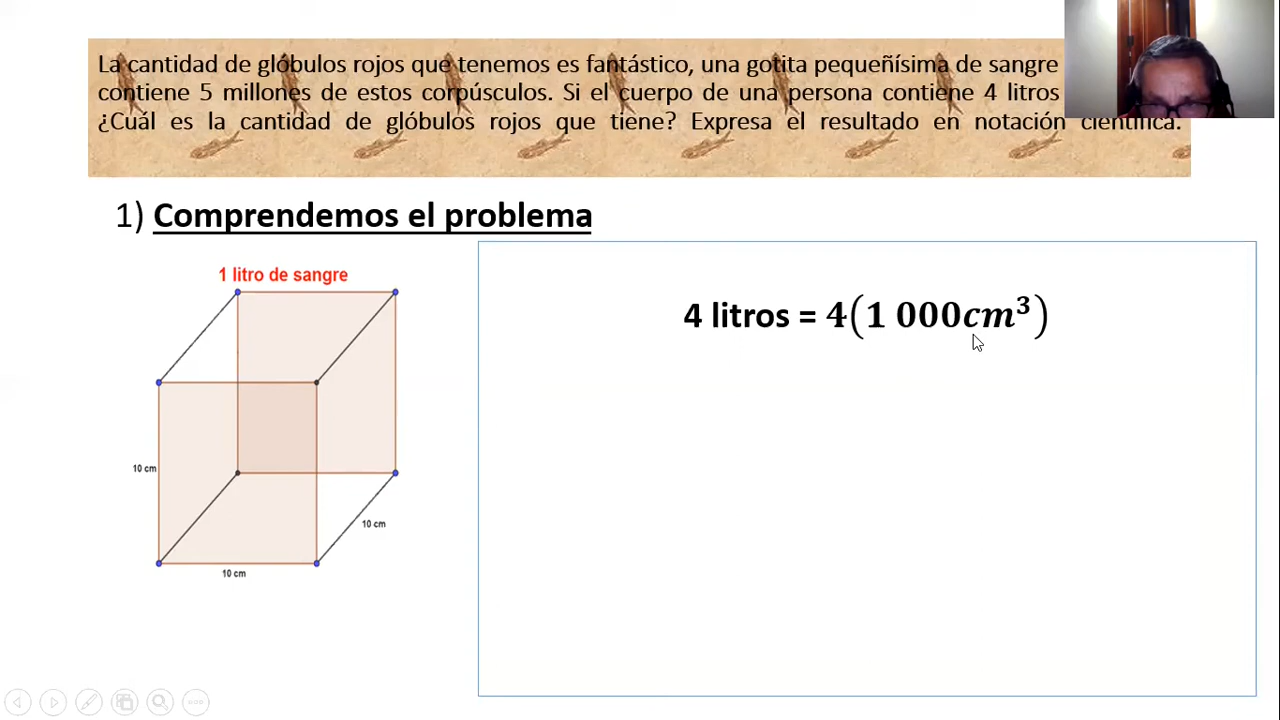 La cantidad de glóbulos rojos que tenemos es fantástico, una gotita pequeñísima de sangre
contiene 5 millones de estos corpúsculos. Si el cuerpo de una persona contiene 4 litros
¿Cuál es la cantidad de glóbulos rojos que tiene? Expresa el resultado en notación científica.
1) Comprendemos el problema
1 litro de sangre
4 litros = 4(1 000cm³)
10 cm
10 cm
10 cm